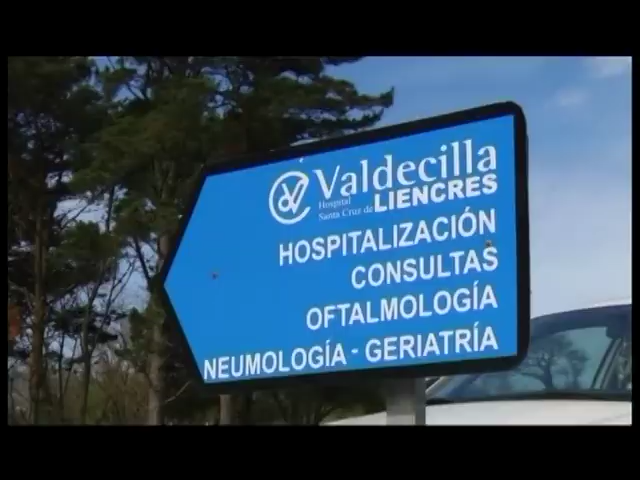 Valdecilla
Hospital
Santa Cruz de LIENCRES
HOSPITALIZACIÓN
CONSULTAS
OFTALMOLOGÍA
NEUMOLOGÍA - GERIATRÍA